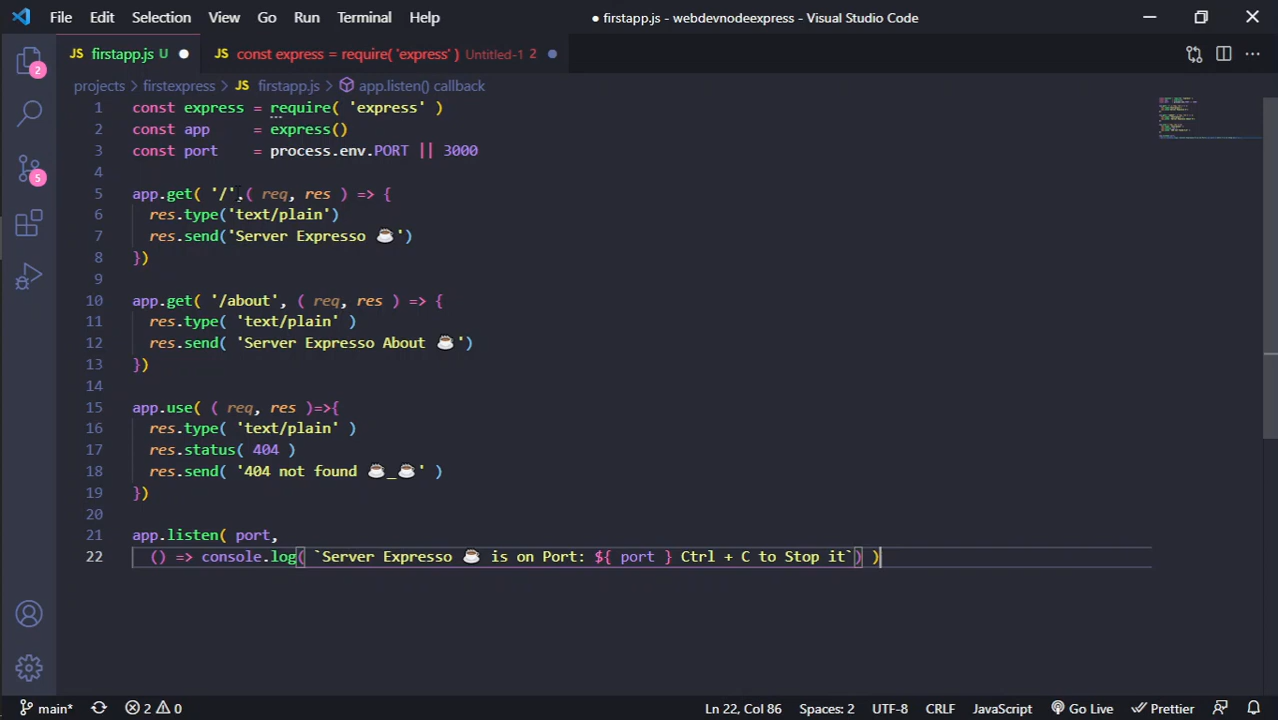 File Edit Selection View Go Run Terminal Help ● firstapp.js - webdevnodeexpress - Visual Studio Code
JS firstapp.js U ● JS const express = require( 'express' ) Untitled-1 2 ●
projects > firstexpress > JS firstapp.js > app.listen() callback
1 const express = require( 'express' )
2 const app     = express()
3 const port    = process.env.PORT || 3000
4
5 app.get( '/',( req, res ) => {
6   res.type('text/plain')
7   res.send('Server Expresso ☕')
8 })
9
10 app.get( '/about', ( req, res ) => {
11   res.type( 'text/plain' )
12   res.send( 'Server Expresso About ☕')
13 })
14
15 app.use( ( req, res )=>{
16   res.type( 'text/plain' )
17   res.status( 404 )
18   res.send( '404 not found ☕_☕' )
19 })
20
21 app.listen( port,
22   () => console.log( `Server Expresso ☕ is on Port: ${ port } Ctrl + C to Stop it`) )
2
5
main* 2 0 Ln 22, Col 86 Spaces: 2 UTF-8 CRLF JavaScript Go Live Prettier